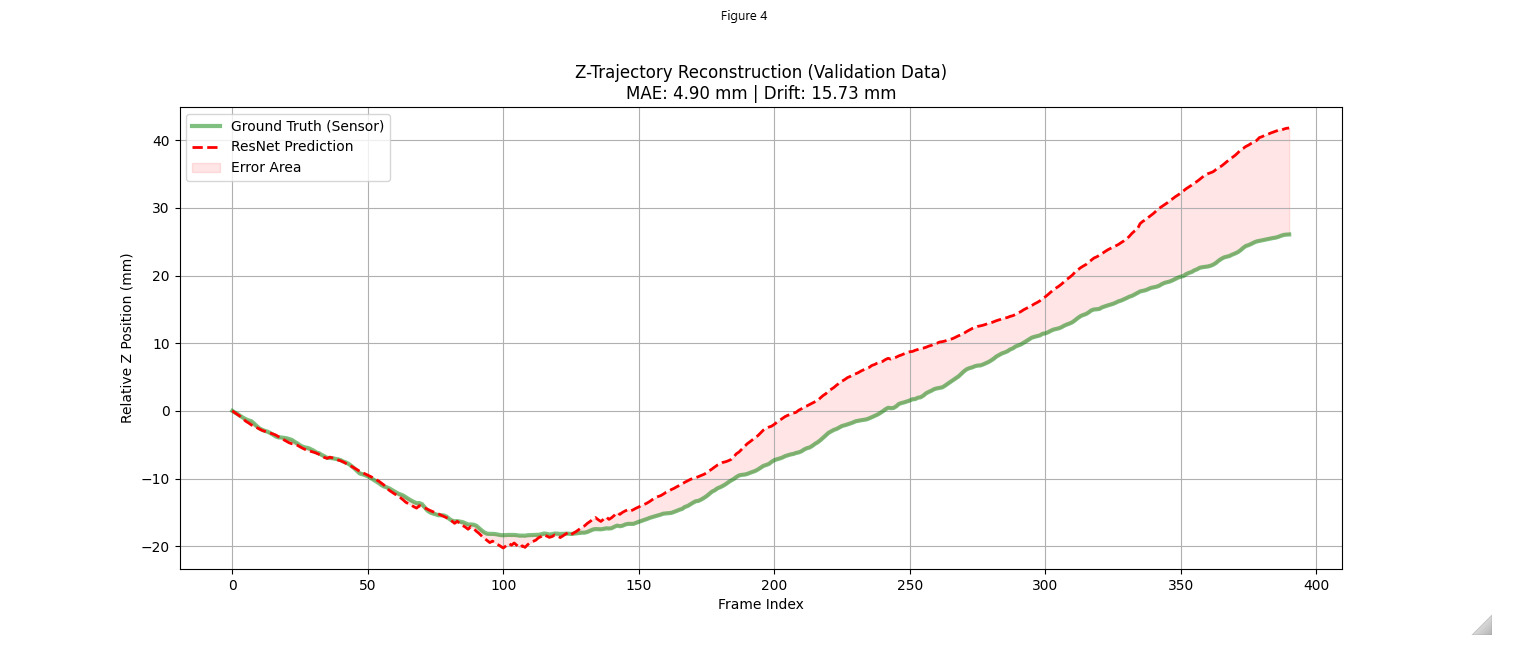 Figure 4
Z-Trajectory Reconstruction (Validation Data)
MAE: 4.90 mm | Drift: 15.73 mm
Ground Truth (Sensor)
ResNet Prediction
Error Area
Relative Z Position (mm)
40
30
20
10
0
−10
−20
0 50 100 150 200 250 300 350 400
Frame Index